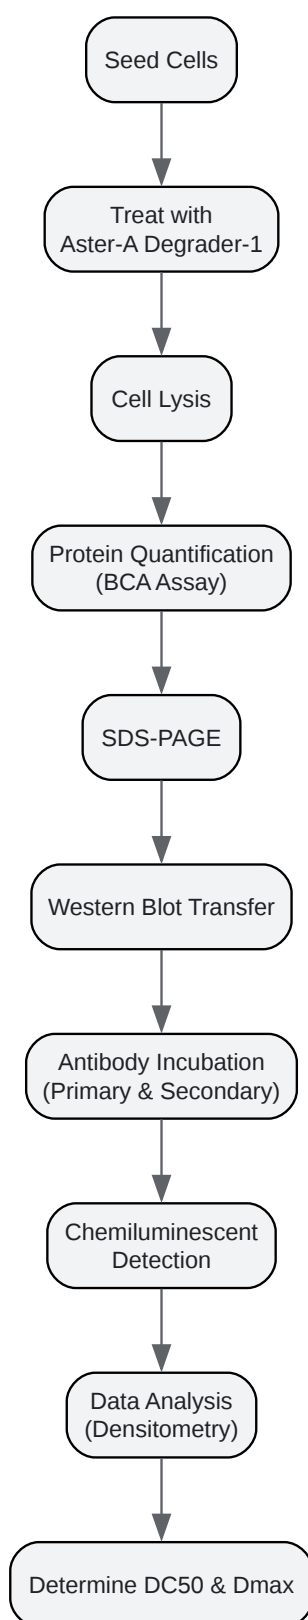 Seed Cells
Treat with
Aster-A Degrader-1
Cell Lysis
Protein Quantification
(BCA Assay)
SDS-PAGE
Western Blot Transfer
Antibody Incubation
(Primary & Secondary)
Chemiluminescent
Detection
Data Analysis
(Densitometry)
Determine DC50 & Dmax